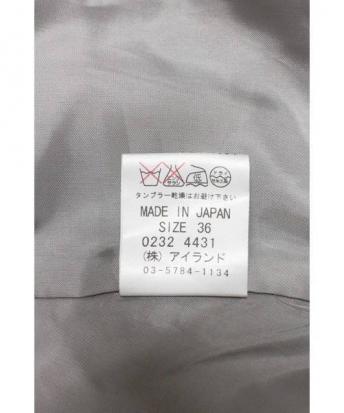 タンブラー乾燥はお避け下さい
MADE IN JAPAN
SIZE 36
0232 4431
(株) アイランド
03-5784-1134